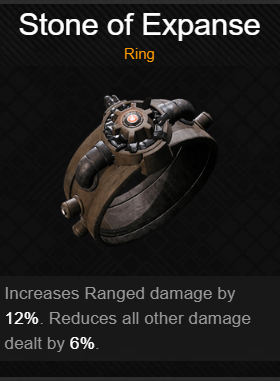 Stone of Expanse
Ring
Increases Ranged damage by
12%. Reduces all other damage
dealt by 6%.